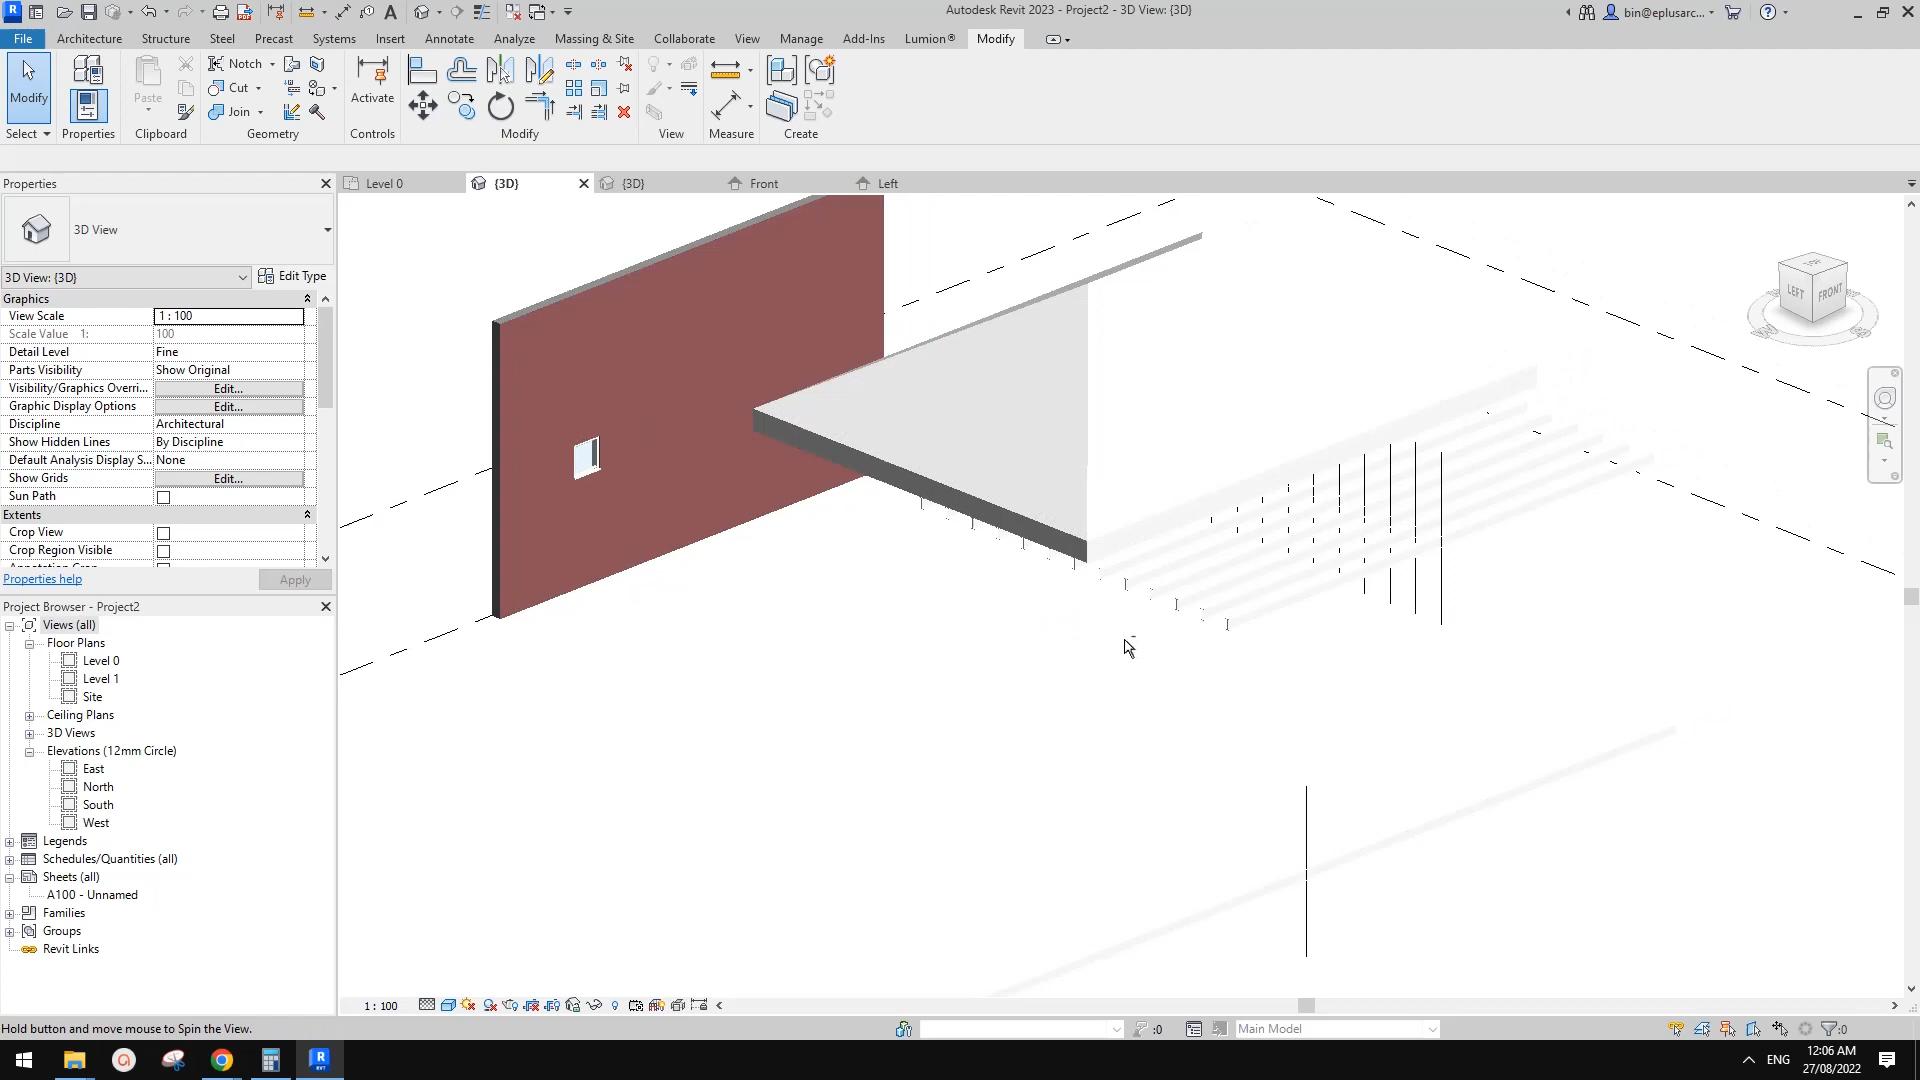 Autodesk Revit 2023 - Project2 - 3D View: {3D}
bin@eplusarc...
File Architecture Structure Steel Precast Systems Insert Annotate Analyze Massing & Site Collaborate View Manage Add-Ins Lumion® Modify
Modify
Paste
Notch
Cut
Join
Activate
Select Properties Clipboard Geometry Controls Modify View Measure Create
Properties
Level 0 {3D} {3D} Front Left
3D View
3D View: {3D} Edit Type
Graphics
View Scale 1 : 100
Scale Value 1: 100
Detail Level Fine
Parts Visibility Show Original
Visibility/Graphics Overri... Edit...
Graphic Display Options Edit...
Discipline Architectural
Show Hidden Lines By Discipline
Default Analysis Display S... None
Show Grids Edit...
Sun Path
Extents
Crop View
Crop Region Visible
Properties help Apply
Project Browser - Project2
Views (all)
Floor Plans
Level 0
Level 1
Site
Ceiling Plans
3D Views
Elevations (12mm Circle)
East
North
South
West
Legends
Schedules/Quantities (all)
Sheets (all)
A100 - Unnamed
Families
Groups
Revit Links
TOP
LEFT FRONT
1 : 100
Hold button and move mouse to Spin the View.
:0 Main Model :0
ENG 12:06 AM
27/08/2022